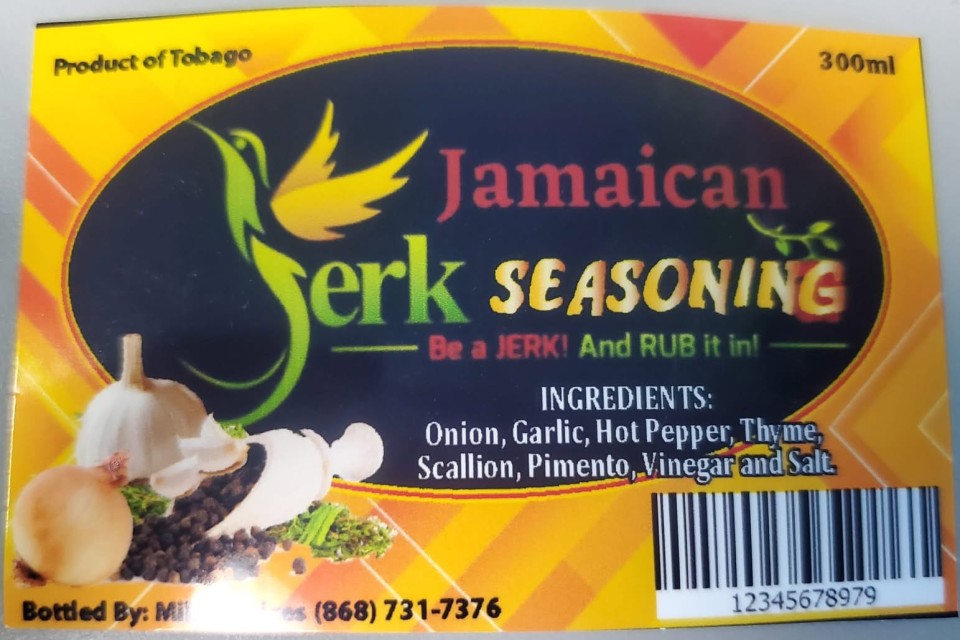 Product of Tobago
300ml
Jamaican
Jerk SEASONING
Be a JERK! And RUB it in!
INGREDIENTS:
Onion, Garlic, Hot Pepper, Thyme,
Scallion, Pimento, Vinegar and Salt.
12345678979
Bottled By: (868) 731-7376